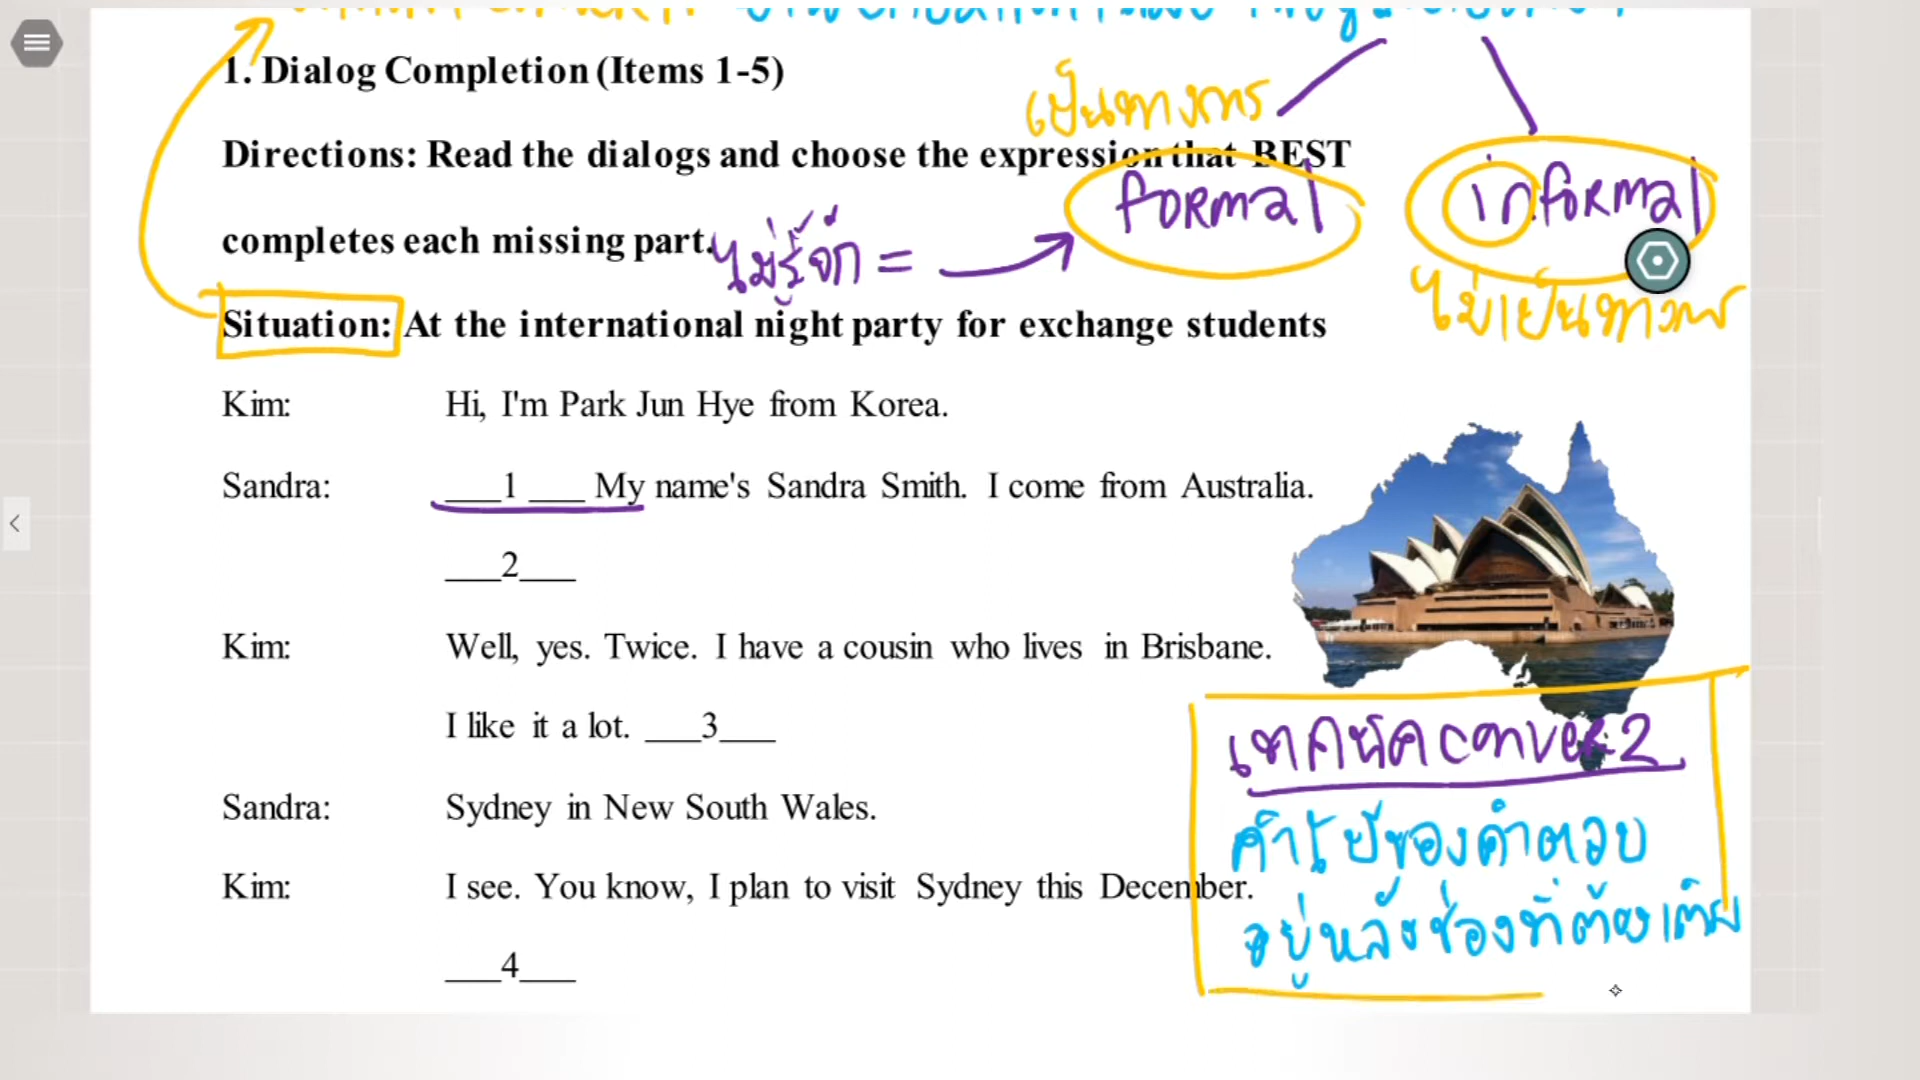 1. Dialog Completion (Items 1-5)
เป็นทางการ
Directions: Read the dialogs and choose the expression that BEST
formal
informal
completes each missing part.
ไม่รู้จัก =
ไม่เป็นทางการ
Situation: At the international night party for exchange students
Kim: Hi, I'm Park Jun Hye from Korea.
Sandra: ___1 ___ My name's Sandra Smith. I come from Australia.
___2___
Kim: Well, yes. Twice. I have a cousin who lives in Brisbane.
I like it a lot. ___3___
Sandra: Sydney in New South Wales.
Kim: I see. You know, I plan to visit Sydney this December.
___4___
เทคนิค conver 2
คำใบ้ของคำตอบ
อยู่หลังช่องที่ต้องเติม